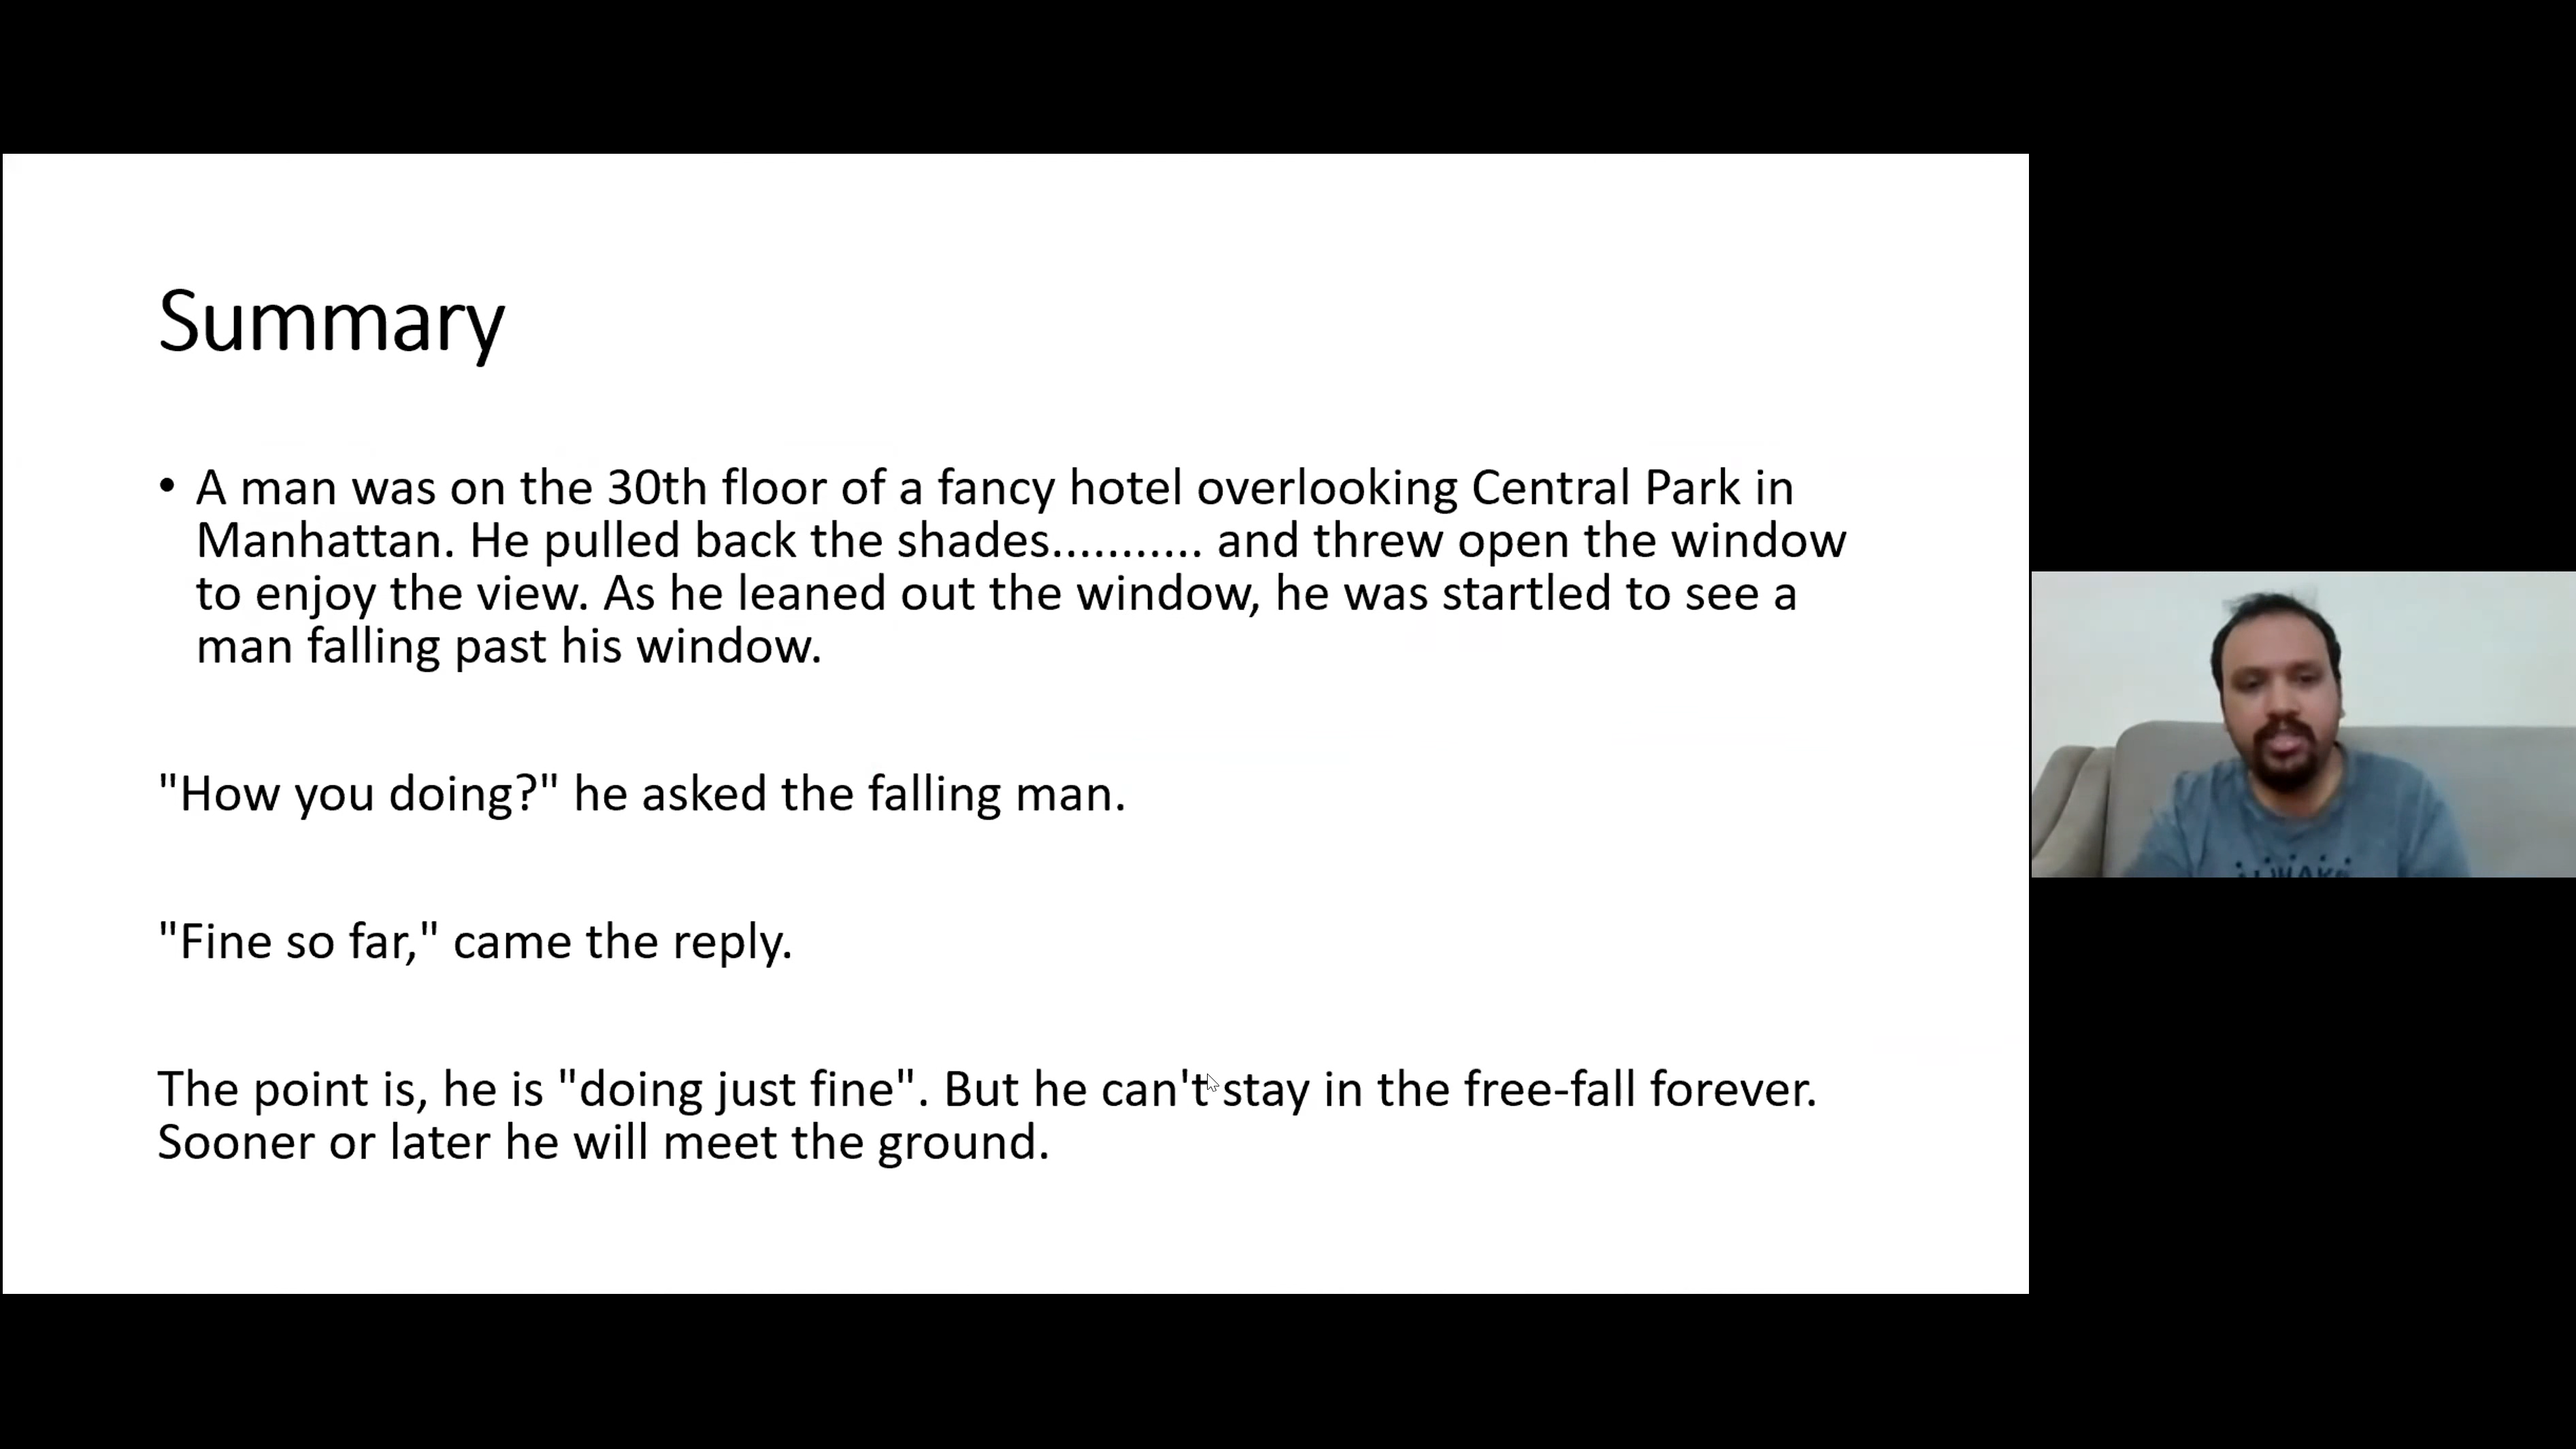 Summary
• A man was on the 30th floor of a fancy hotel overlooking Central Park in
Manhattan. He pulled back the shades........... and threw open the window
to enjoy the view. As he leaned out the window, he was startled to see a
man falling past his window.
"How you doing?" he asked the falling man.
"Fine so far," came the reply.
The point is, he is "doing just fine". But he can't stay in the free-fall forever.
Sooner or later he will meet the ground.